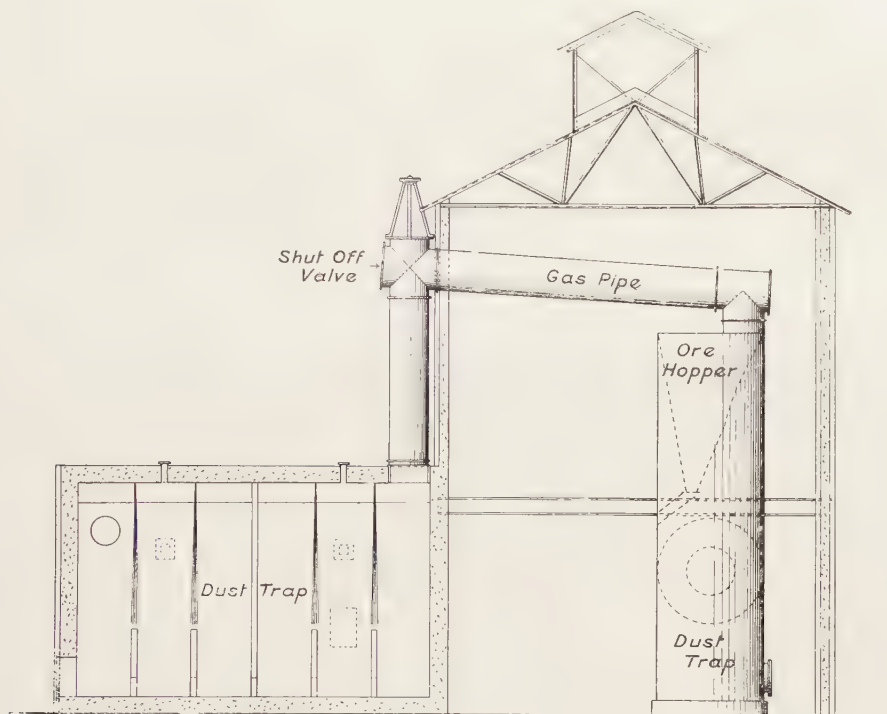 Shut Off
Valve
Gas Pipe
Ore
Hopper
Dust Trap
Dust
Trap